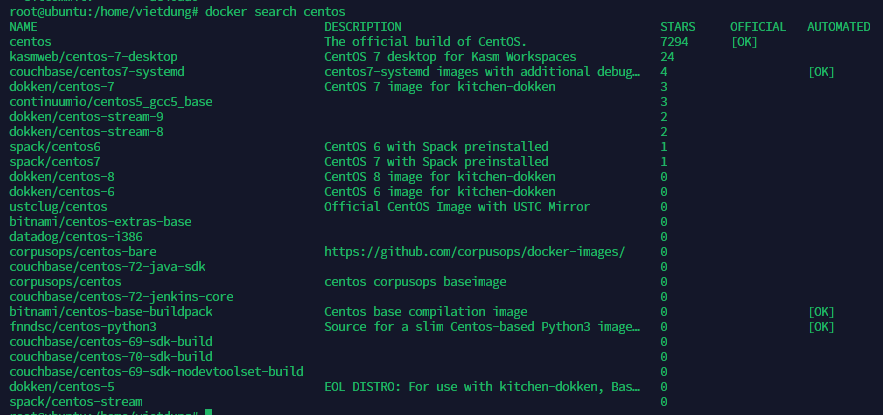 root@ubuntu:/home/vietdung# docker search centos
NAME DESCRIPTION STARS OFFICIAL AUTOMATED
centos The official build of CentOS. 7294 [OK]
kasmweb/centos-7-desktop CentOS 7 desktop for Kasm Workspaces 24
couchbase/centos7-systemd centos7-systemd images with additional debug… 4 [OK]
dokken/centos-7 CentOS 7 image for kitchen-dokken 3
continuumio/centos5_gcc5_base 3
dokken/centos-stream-9 2
dokken/centos-stream-8 2
spack/centos6 CentOS 6 with Spack preinstalled 1
spack/centos7 CentOS 7 with Spack preinstalled 1
dokken/centos-8 CentOS 8 image for kitchen-dokken 0
dokken/centos-6 CentOS 6 image for kitchen-dokken 0
ustclug/centos Official CentOS Image with USTC Mirror 0
bitnami/centos-extras-base 0
datadog/centos-i386 0
corpusops/centos-bare https://github.com/corpusops/docker-images/ 0
couchbase/centos-72-java-sdk 0
corpusops/centos centos corpusops baseimage 0
couchbase/centos-72-jenkins-core 0
bitnami/centos-base-buildpack Centos base compilation image 0 [OK]
fnndsc/centos-python3 Source for a slim Centos-based Python3 image… 0 [OK]
couchbase/centos-69-sdk-build 0
couchbase/centos-70-sdk-build 0
couchbase/centos-69-sdk-nodevtoolset-build 0
dokken/centos-5 EOL DISTRO: For use with kitchen-dokken, Bas… 0
spack/centos-stream 0
root@ubuntu:/home/vietdung#